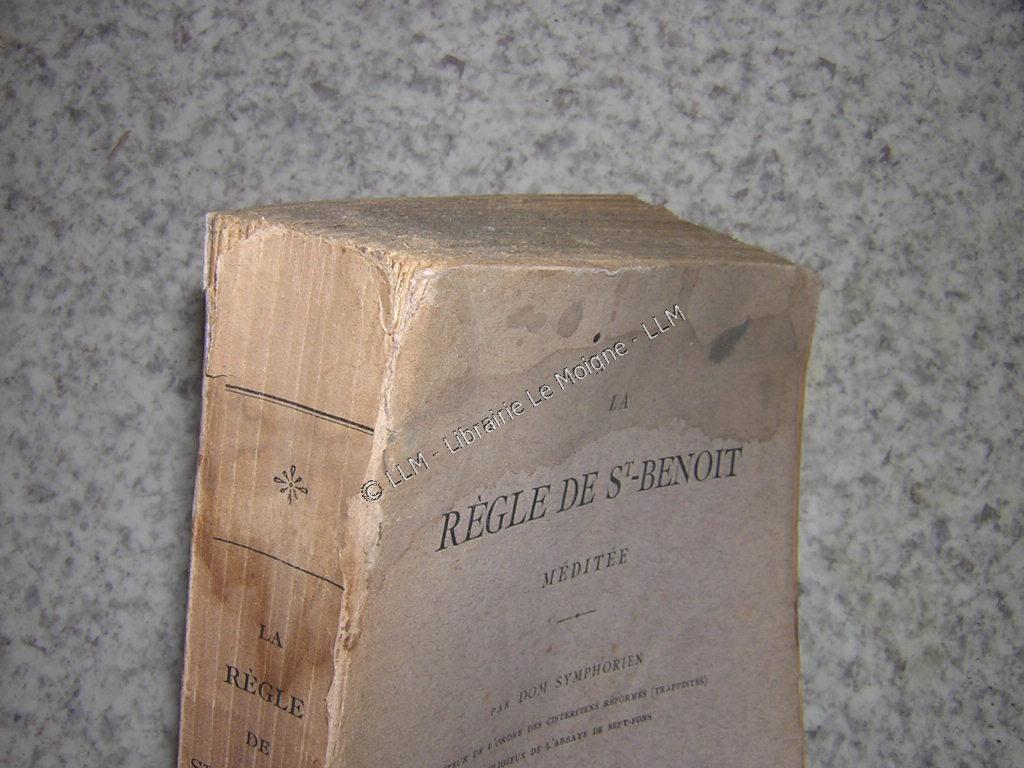 LA
RÈGLE
DE
© LLM - Librairie Le Moigne - LLM
LA
RÈGLE DE Sᵀ-BENOIT
MÉDITÉE
PAR DOM SYMPHORIEN
DE L'ORDRE DES CISTERCIENS RÉFORMÉS (TRAPPISTES)
DE L'ABBAYE DE SEPT-FONS